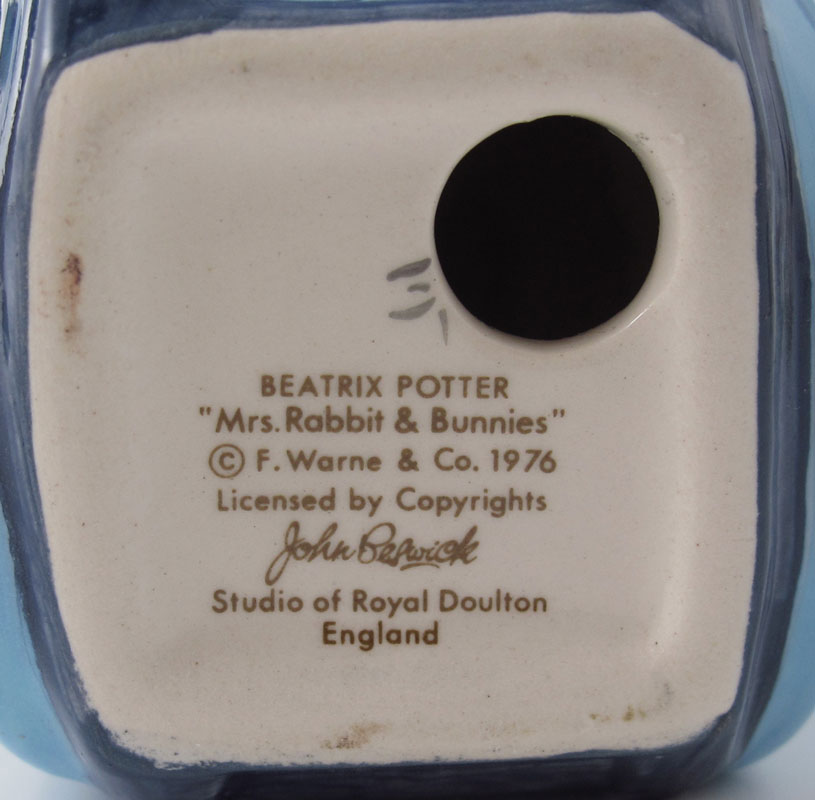 BEATRIX POTTER
"Mrs. Rabbit & Bunnies"
© F. Warne & Co. 1976
Licensed by Copyrights
John Beswick
Studio of Royal Doulton
England